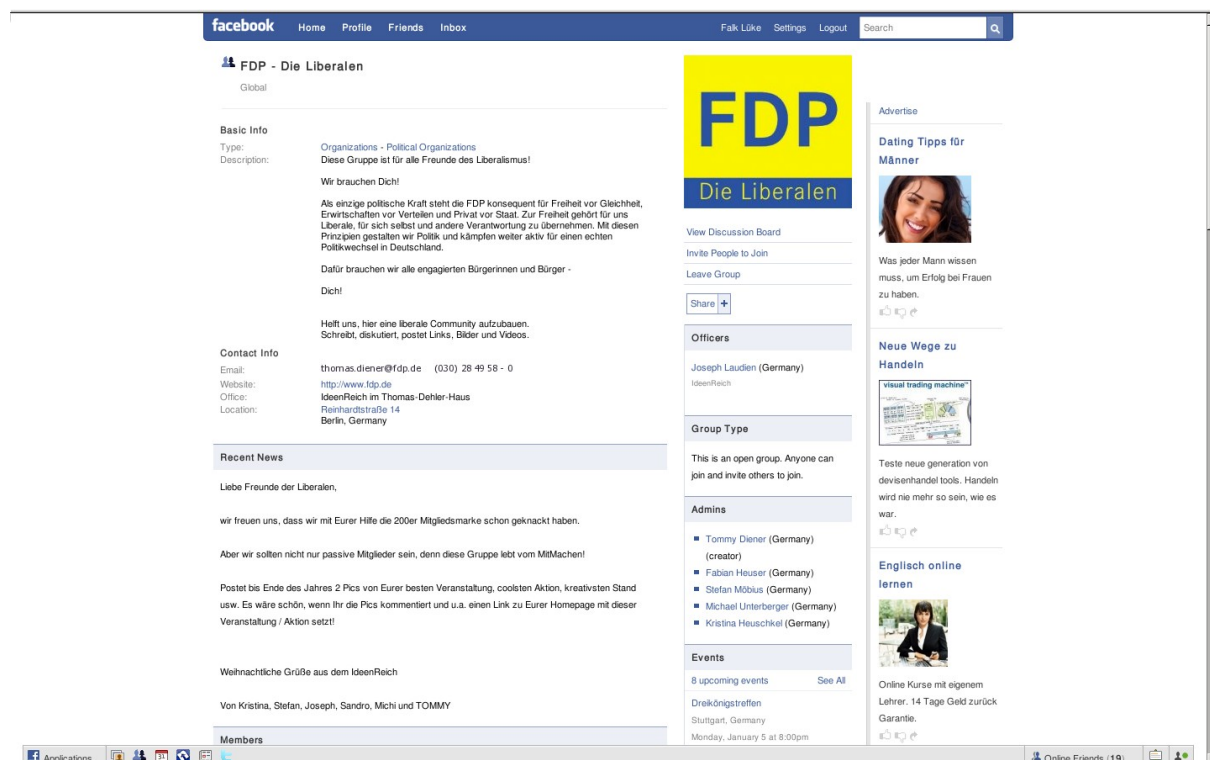 facebook Home Profile Friends Inbox Falk Lüke Settings Logout Search
FDP - Die Liberalen
Global
Basic Info
Type: Organizations - Political Organizations
Description: Diese Gruppe ist für alle Freunde des Liberalismus!
Wir brauchen Dich!
Als einzige politische Kraft steht die FDP konsequent für Freiheit vor Gleichheit,
Erwirtschaften vor Verteilen und Privat vor Staat. Zur Freiheit gehört für uns
Liberale, für sich selbst und andere Verantwortung zu übernehmen. Mit diesen
Prinzipien gestalten wir Politik und kämpfen weiter aktiv für einen echten
Politikwechsel in Deutschland.
Dafür brauchen wir alle engagierten Bürgerinnen und Bürger -
Dich!
Helft uns, hier eine liberale Community aufzubauen.
Schreibt, diskutiert, postet Links, Bilder und Videos.
Contact Info
Email: thomas.diener@fdp.de (030) 28 49 58 - 0
Website: http://www.fdp.de
Office: IdeenReich im Thomas-Dehler-Haus
Location: Reinhardtstraße 14
Berlin, Germany
Recent News
Liebe Freunde der Liberalen,
wir freuen uns, dass wir mit Eurer Hilfe die 200er Mitgliedsmarke schon geknackt haben.
Aber wir sollten nicht nur passive Mitglieder sein, denn diese Gruppe lebt vom MitMachen!
Postet bis Ende des Jahres 2 Pics von Eurer besten Veranstaltung, coolsten Aktion, kreativsten Stand
usw. Es wäre schön, wenn Ihr die Pics kommentiert und u.a. einen Link zu Eurer Homepage mit dieser
Veranstaltung / Aktion setzt!
Weihnachtliche Grüße aus dem IdeenReich
Von Kristina, Stefan, Joseph, Sandro, Michi und TOMMY
Members
FDP
Die Liberalen
View Discussion Board
Invite People to Join
Leave Group
Share +
Officers
Joseph Laudien (Germany)
IdeenReich
Group Type
This is an open group. Anyone can
join and invite others to join.
Admins
Tommy Diener (Germany)
(creator)
Fabian Heuser (Germany)
Stefan Möbius (Germany)
Michael Unterberger (Germany)
Kristina Heuschkel (Germany)
Events
8 upcoming events See All
Dreikönigstreffen
Stuttgart, Germany
Monday, January 5 at 8:00pm
Advertise
Dating Tipps für
Männer
Was jeder Mann wissen
muss, um Erfolg bei Frauen
zu haben.
Neue Wege zu
Handeln
visual trading machine
Teste neue generation von
devisenhandel tools. Handeln
wird nie mehr so sein, wie es
war.
Englisch online
lernen
Online Kurse mit eigenem
Lehrer. 14 Tage Geld zurück
Garantie.
Applications 31 Online Friends (19)